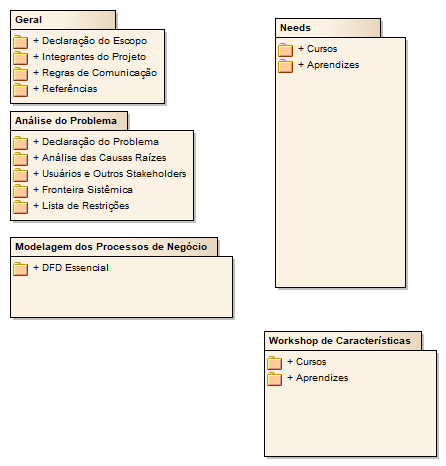 Geral
+ Declaração do Escopo
+ Integrantes do Projeto
+ Regras de Comunicação
+ Referências
Análise do Problema
+ Declaração do Problema
+ Análise das Causas Raízes
+ Usuários e Outros Stakeholders
+ Fronteira Sistêmica
+ Lista de Restrições
Modelagem dos Processos de Negócio
+ DFD Essencial
Needs
+ Cursos
+ Aprendizes
Workshop de Características
+ Cursos
+ Aprendizes